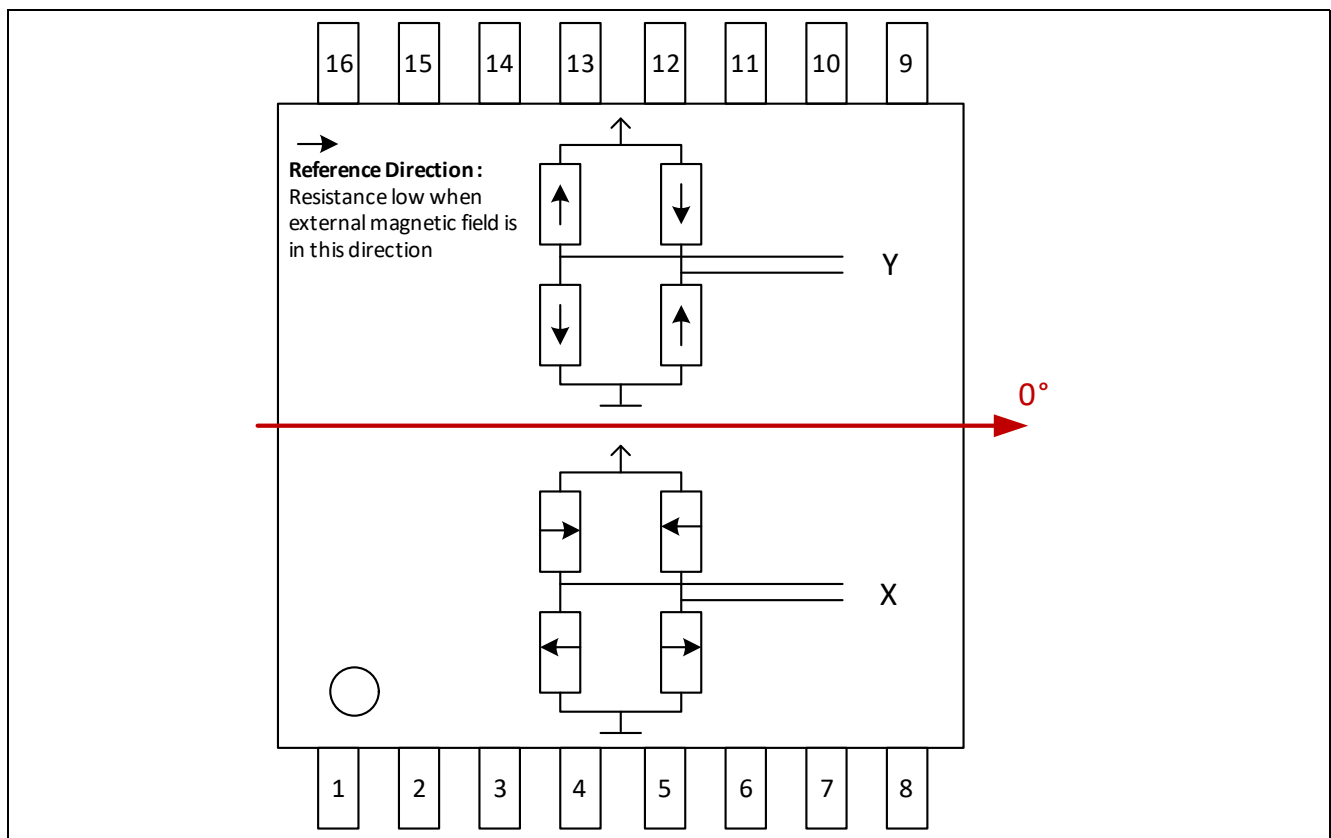 16 15 14 13 12 11 10 9
Reference Direction :
Resistance low when
external magnetic field is
in this direction
Y
0°
X
1 2 3 4 5 6 7 8